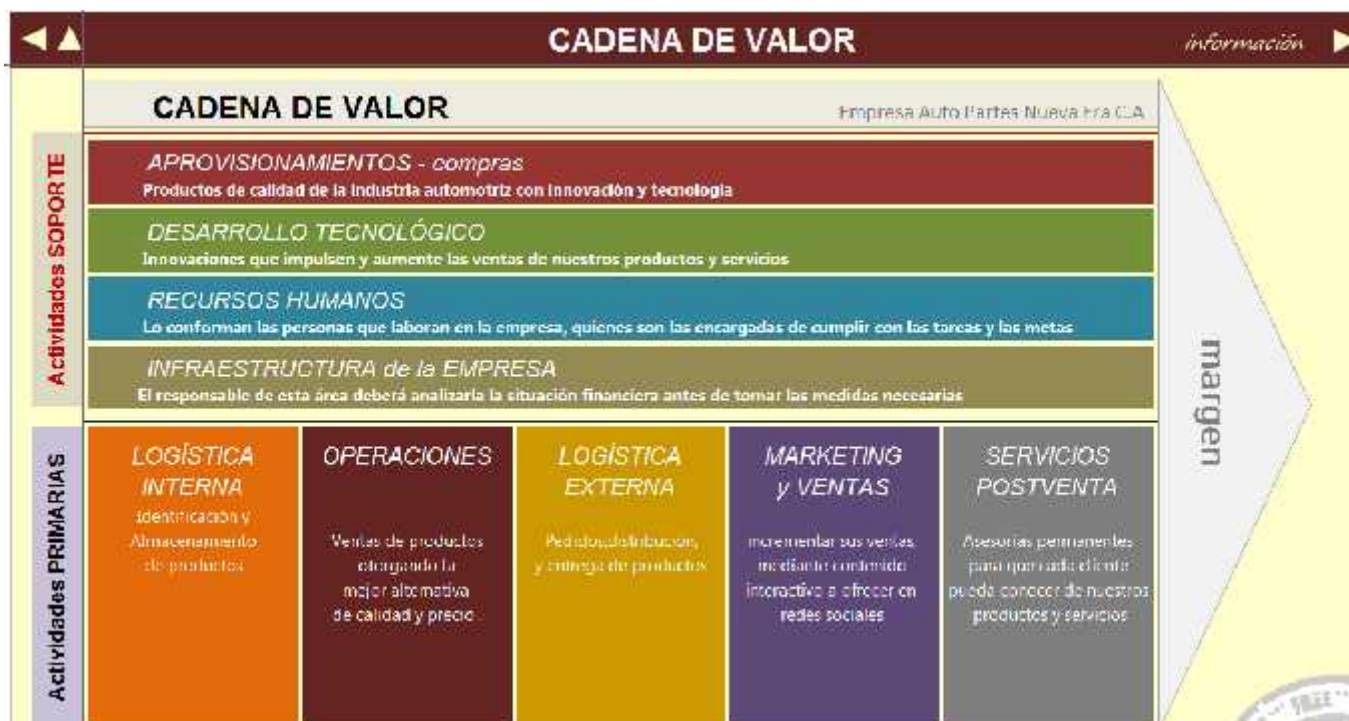 CADENA DE VALOR
información
CADENA DE VALOR
Empresa Auto Partes Nueva Era C.A
Actividades SOPORTE
APROVISIONAMIENTOS - compras
Productos de calidad de la industria automotriz con innovación y tecnología
DESARROLLO TECNOLÓGICO
Innovaciones que impulsen y aumente las ventas de nuestros productos y servicios
RECURSOS HUMANOS
Lo conforman las personas que laboran en la empresa, quienes son las encargadas de cumplir con las tareas y las metas
INFRAESTRUCTURA de la EMPRESA
El responsable de esta área deberá analizarla la situación financiera antes de tomar las medidas necesarias
margen
Actividades PRIMARIAS
LOGÍSTICA
INTERNA
Identificación y
Almacenamiento
de productos
OPERACIONES
Ventas de productos
otorgando la
mejor alternativa
de calidad y precio
LOGÍSTICA
EXTERNA
Pedidos,distribución,
y entrega de productos
MARKETING
y VENTAS
Incrementar sus ventas,
mediante contenido
interactivo a ofrecer en
redes sociales
SERVICIOS
POSTVENTA
Asesorías permanentes
para que cada cliente
pueda conocer de nuestros
productos y servicios
FREE